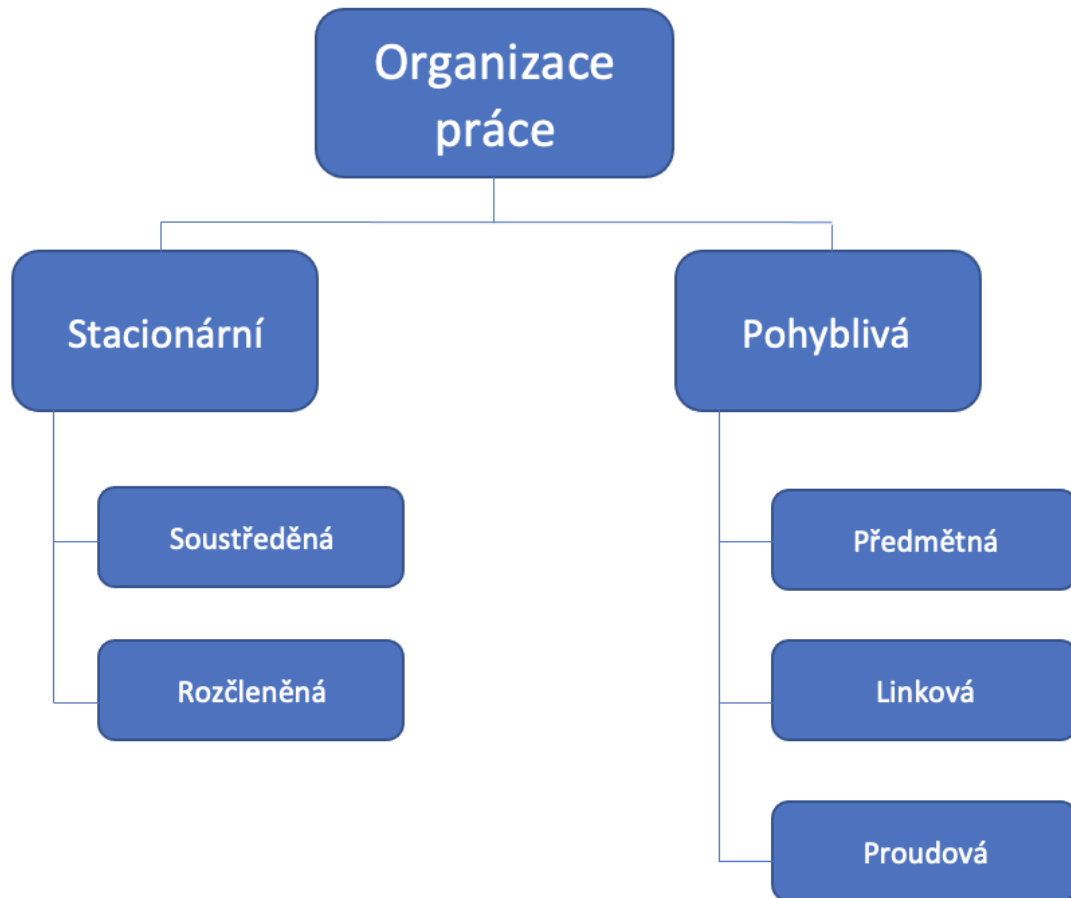 Organizace
práce
Stacionární
Pohyblivá
Soustředěná
Předmětná
Rozčleněná
Linková
Proudová